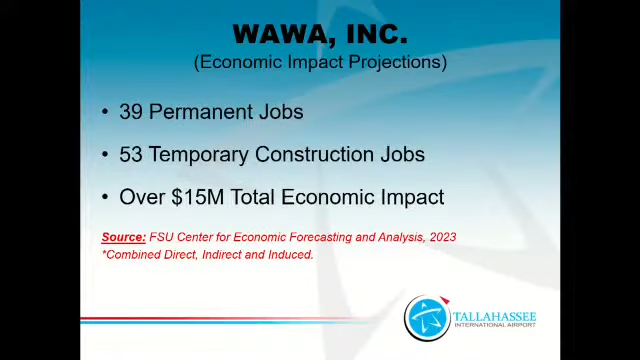 WAWA, INC.
(Economic Impact Projections)
• 39 Permanent Jobs
• 53 Temporary Construction Jobs
• Over $15M Total Economic Impact
Source: FSU Center for Economic Forecasting and Analysis, 2023
*Combined Direct, Indirect and Induced.
TALLAHASSEE
INTERNATIONAL AIRPORT